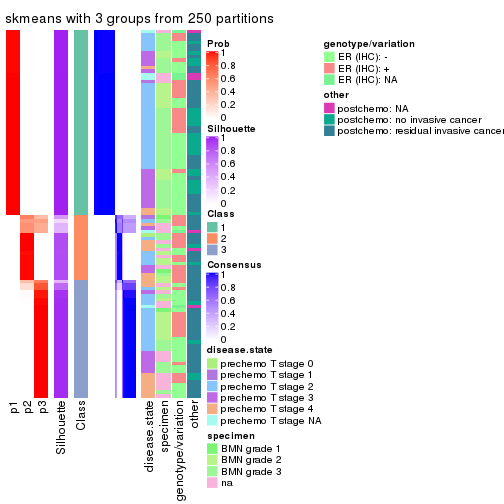 skmeans with 3 groups from 250 partitions
Prob
1
0.8
0.6
0.4
0.2
0
Silhouette
1
0.8
0.6
0.4
0.2
0
Class
1
2
3
Consensus
1
0.8
0.6
0.4
0.2
0
disease.state
prechemo T stage 0
prechemo T stage 1
prechemo T stage 2
prechemo T stage 3
prechemo T stage 4
prechemo T stage NA
specimen
BMN grade 1
BMN grade 2
BMN grade 3
na
genotype/variation
ER (IHC): -
ER (IHC): +
ER (IHC): NA
other
postchemo: NA
postchemo: no invasive cancer
postchemo: residual invasive cancer
p1
p2
p3
Silhouette
Class
disease.state
specimen
genotype/variation
other